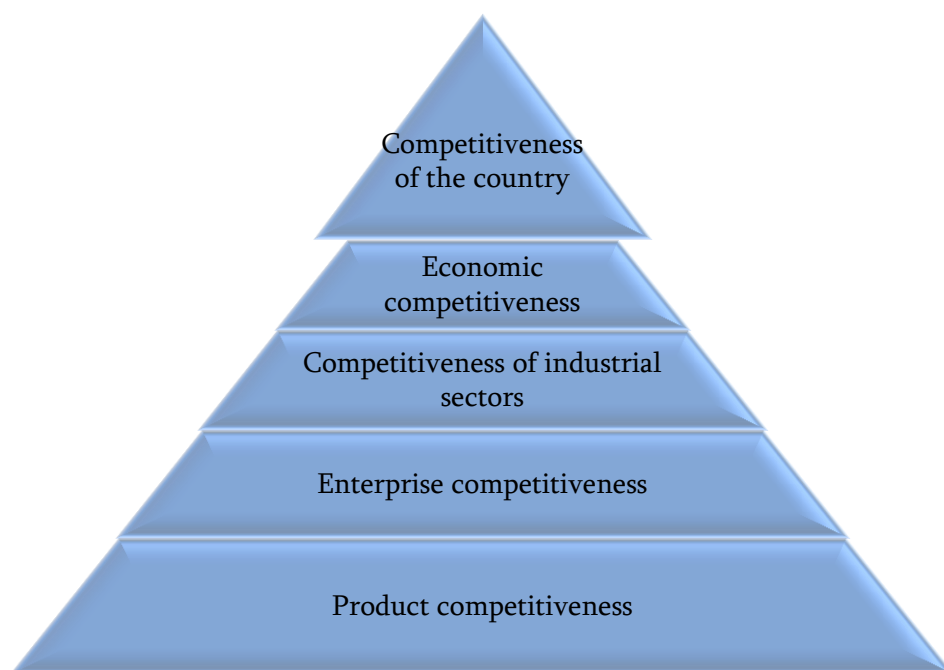 Competitiveness
of the country
Economic
competitiveness
Competitiveness of industrial
sectors
Enterprise competitiveness
Product competitiveness